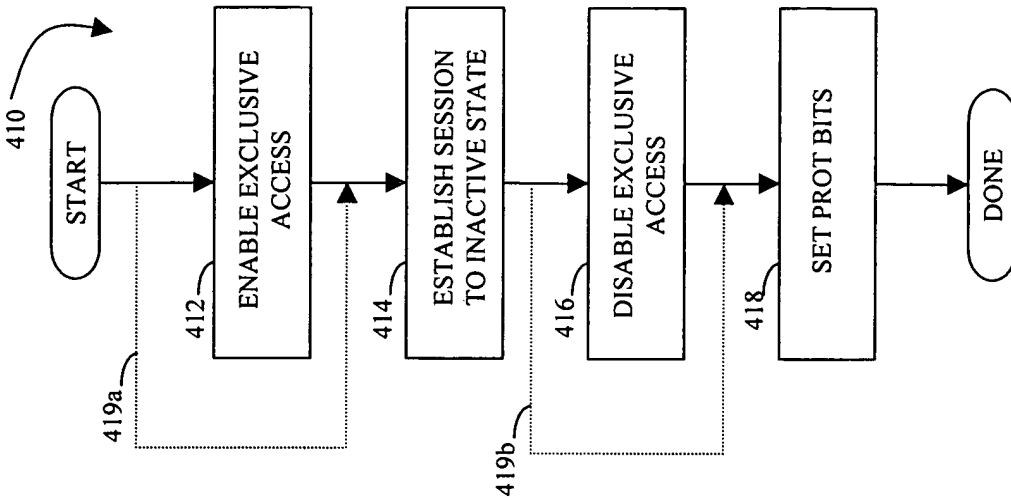 410
START
419a
412
ENABLE EXCLUSIVE
ACCESS
414
ESTABLISH SESSION
TO INACTIVE STATE
419b
416
DISABLE EXCLUSIVE
ACCESS
418
SET PROT BITS
DONE